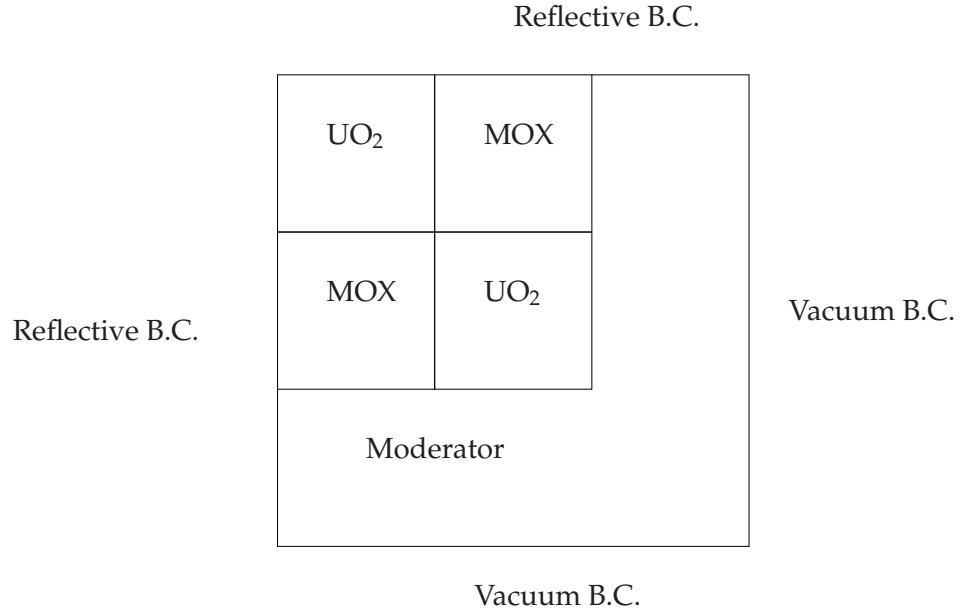 Reflective B.C.
UO₂ MOX
MOX UO₂
Reflective B.C.
Vacuum B.C.
Moderator
Vacuum B.C.